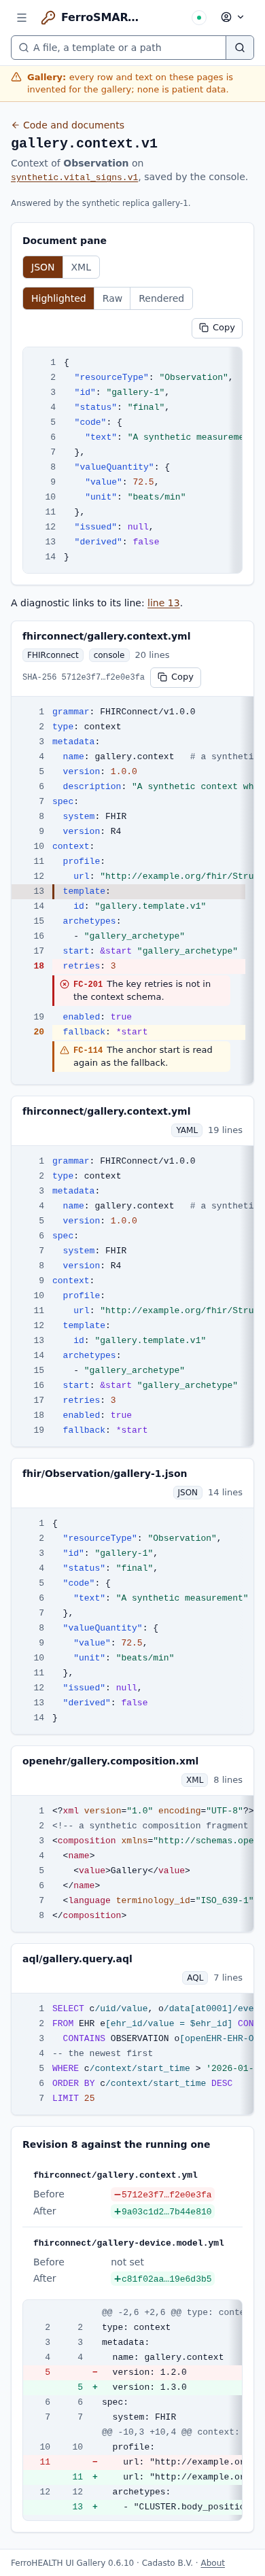 FerroSMAR…
A file, a template or a path
Gallery: every row and text on these pages is
invented for the gallery; none is patient data.
← Code and documents
gallery.context.v1
Context of Observation on
synthetic.vital_signs.v1, saved by the console.
Answered by the synthetic replica gallery-1.
Document pane
JSON XML
Highlighted Raw Rendered
Copy
1 {
2 "resourceType": "Observation",
3 "id": "gallery-1",
4 "status": "final",
5 "code": {
6 "text": "A synthetic measureme
7 },
8 "valueQuantity": {
9 "value": 72.5,
10 "unit": "beats/min"
11 },
12 "issued": null,
13 "derived": false
14 }
A diagnostic links to its line: line 13.
fhirconnect/gallery.context.yml
FHIRconnect console 20 lines
SHA-256 5712e3f7…f2e0e3fa Copy
1 grammar: FHIRConnect/v1.0.0
2 type: context
3 metadata:
4 name: gallery.context # a syntheti
5 version: 1.0.0
6 description: "A synthetic context wh
7 spec:
8 system: FHIR
9 version: R4
10 context:
11 profile:
12 url: "http://example.org/fhir/Stru
13 template:
14 id: "gallery.template.v1"
15 archetypes:
16 - "gallery_archetype"
17 start: &start "gallery_archetype"
18 retries: 3
FC-201 The key retries is not in
the context schema.
19 enabled: true
20 fallback: *start
FC-114 The anchor start is read
again as the fallback.
fhirconnect/gallery.context.yml
YAML 19 lines
1 grammar: FHIRConnect/v1.0.0
2 type: context
3 metadata:
4 name: gallery.context # a syntheti
5 version: 1.0.0
6 spec:
7 system: FHIR
8 version: R4
9 context:
10 profile:
11 url: "http://example.org/fhir/Stru
12 template:
13 id: "gallery.template.v1"
14 archetypes:
15 - "gallery_archetype"
16 start: &start "gallery_archetype"
17 retries: 3
18 enabled: true
19 fallback: *start
fhir/Observation/gallery-1.json
JSON 14 lines
1 {
2 "resourceType": "Observation",
3 "id": "gallery-1",
4 "status": "final",
5 "code": {
6 "text": "A synthetic measurement"
7 },
8 "valueQuantity": {
9 "value": 72.5,
10 "unit": "beats/min"
11 },
12 "issued": null,
13 "derived": false
14 }
openehr/gallery.composition.xml
XML 8 lines
1 <?xml version="1.0" encoding="UTF-8"?>
2 <!-- a synthetic composition fragment
3 <composition xmlns="http://schemas.ope
4 <name>
5 <value>Gallery</value>
6 </name>
7 <language terminology_id="ISO_639-1"
8 </composition>
aql/gallery.query.aql
AQL 7 lines
1 SELECT c/uid/value, o/data[at0001]/eve
2 FROM EHR e[ehr_id/value = $ehr_id] CON
3 CONTAINS OBSERVATION o[openEHR-EHR-O
4 -- the newest first
5 WHERE c/context/start_time > '2026-01-
6 ORDER BY c/context/start_time DESC
7 LIMIT 25
Revision 8 against the running one
fhirconnect/gallery.context.yml
Before −5712e3f7…f2e0e3fa
After +9a03c1d2…7b44e810
fhirconnect/gallery-device.model.yml
Before not set
After +c81f02aa…19e6d3b5
@@ -2,6 +2,6 @@ type: conte
2 2 type: context
3 3 metadata:
4 4 name: gallery.context
5 − version: 1.2.0
5 + version: 1.3.0
6 6 spec:
7 7 system: FHIR
@@ -10,3 +10,4 @@ context:
10 10 profile:
11 − url: "http://example.or
11 + url: "http://example.or
12 12 archetypes:
13 + - "CLUSTER.body_positio
FerroHEALTH UI Gallery 0.6.10 · Cadasto B.V. · About